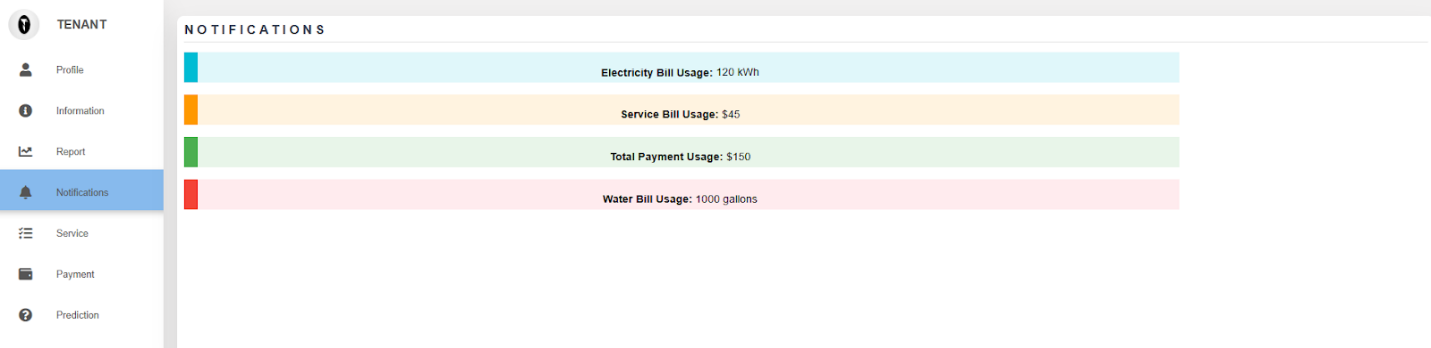 TENANT
Profile
Information
Report
Notifications
Service
Payment
Prediction
NOTIFICATIONS
Electricity Bill Usage: 120 kWh
Service Bill Usage: $45
Total Payment Usage: $150
Water Bill Usage: 1000 gallons